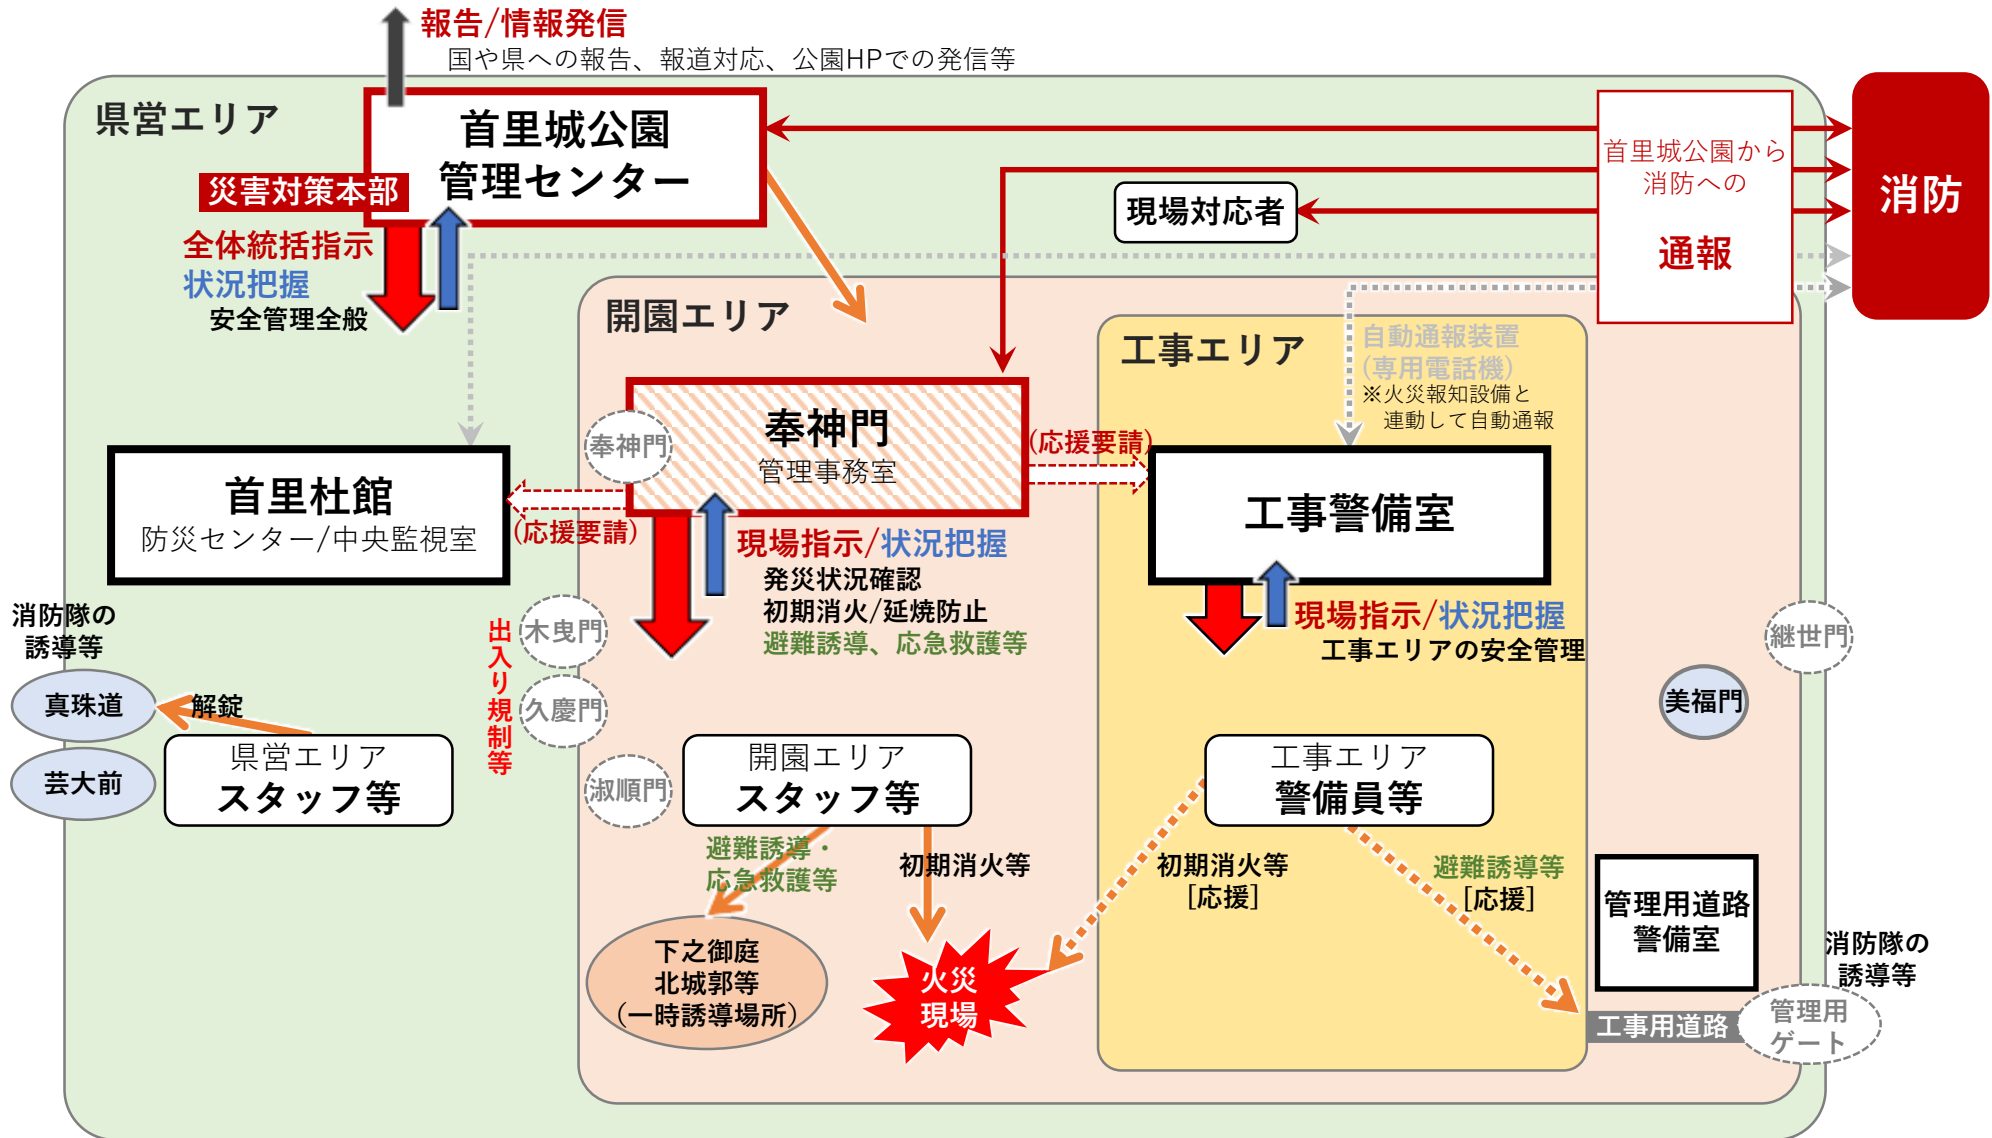 報告/情報発信
国や県への報告、報道対応、公園HPでの発信等
県営エリア
首里城公園
管理センター
災害対策本部
全体統括指示
状況把握
安全管理全般
首里城公園から
消防への
通報
消防
現場対応者
開園エリア
工事エリア
自動通報装置
(専用電話機)
※火災報知設備と
連動して自動通報
奉神門
奉神門
管理事務室
(応援要請)
(応援要請)
首里杜館
防災センター/中央監視室
工事警備室
現場指示/状況把握
発災状況確認
初期消火/延焼防止
避難誘導、応急救護等
現場指示/状況把握
工事エリアの安全管理
消防隊の
誘導等
真珠道
芸大前
解錠
県営エリア
スタッフ等
出入り規制等
木曳門
久慶門
淑順門
開園エリア
スタッフ等
避難誘導・
応急救護等
初期消火等
下之御庭
北城郭等
（一時誘導場所）
火災
現場
工事エリア
警備員等
初期消火等
[応援]
避難誘導等
[応援]
継世門
美福門
管理用道路
警備室
消防隊の
誘導等
工事用道路
管理用
ゲート